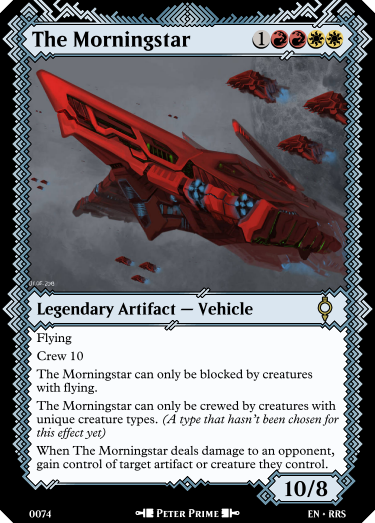 The Morningstar 1
Legendary Artifact — Vehicle
Flying
Crew 10
The Morningstar can only be blocked by creatures
with flying.
The Morningstar can only be crewed by creatures with
unique creature types. (A type that hasn't been chosen for
this effect yet)
When The Morningstar deals damage to an opponent,
gain control of target artifact or creature they control.
10/8
0074 Peter Prime EN • RRS